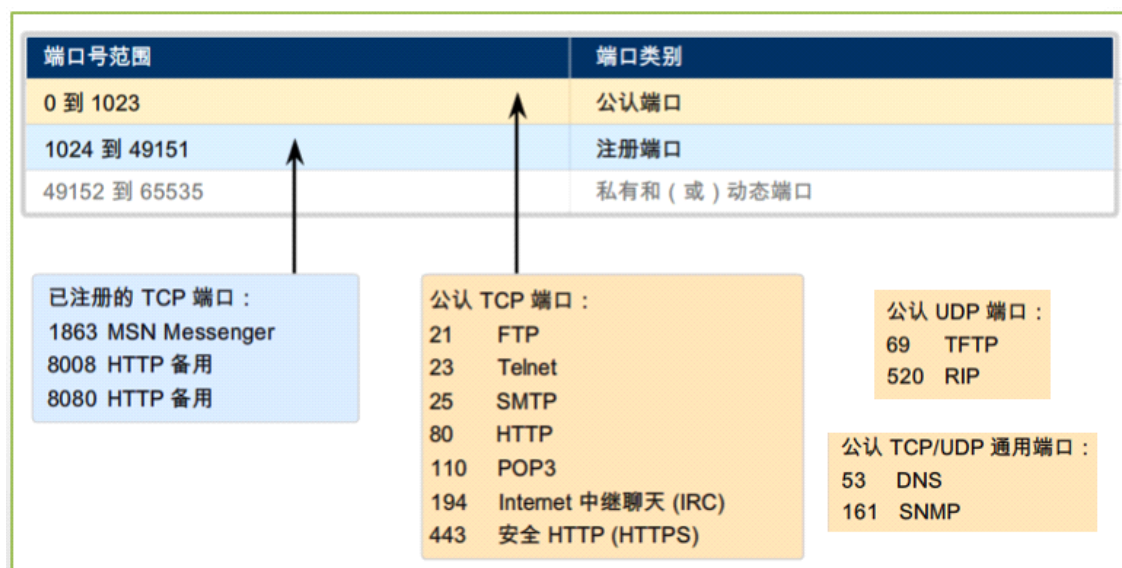 端口号范围 端口类别
0 到 1023 公认端口
1024 到 49151 注册端口
49152 到 65535 私有和 ( 或 ) 动态端口
已注册的 TCP 端口：
1863 MSN Messenger
8008 HTTP 备用
8080 HTTP 备用
公认 TCP 端口：
21 FTP
23 Telnet
25 SMTP
80 HTTP
110 POP3
194 Internet 中继聊天 (IRC)
443 安全 HTTP (HTTPS)
公认 UDP 端口：
69 TFTP
520 RIP
公认 TCP/UDP 通用端口：
53 DNS
161 SNMP